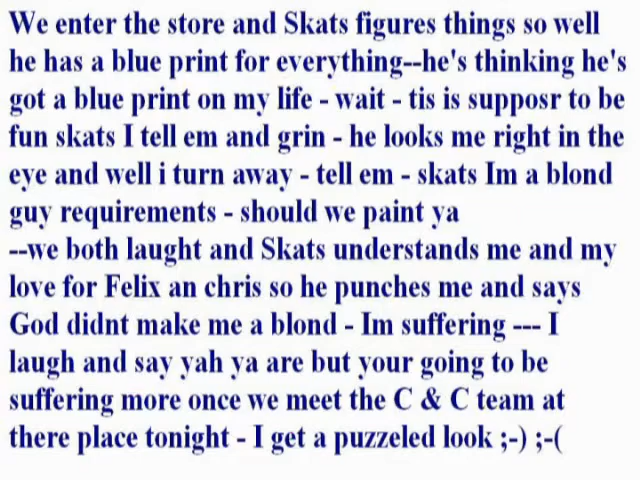 We enter the store and Skats figures things so well
he has a blue print for everything--he's thinking he's
got a blue print on my life - wait - tis is supposr to be
fun skats I tell em and grin - he looks me right in the
eye and well i turn away - tell em - skats Im a blond
guy requirements - should we paint ya
--we both laught and Skats understands me and my
love for Felix an chris so he punches me and says
God didnt make me a blond - Im suffering --- I
laugh and say yah ya are but your going to be
suffering more once we meet the C & C team at
there place tonight - I get a puzzeled look ;-) ;-(